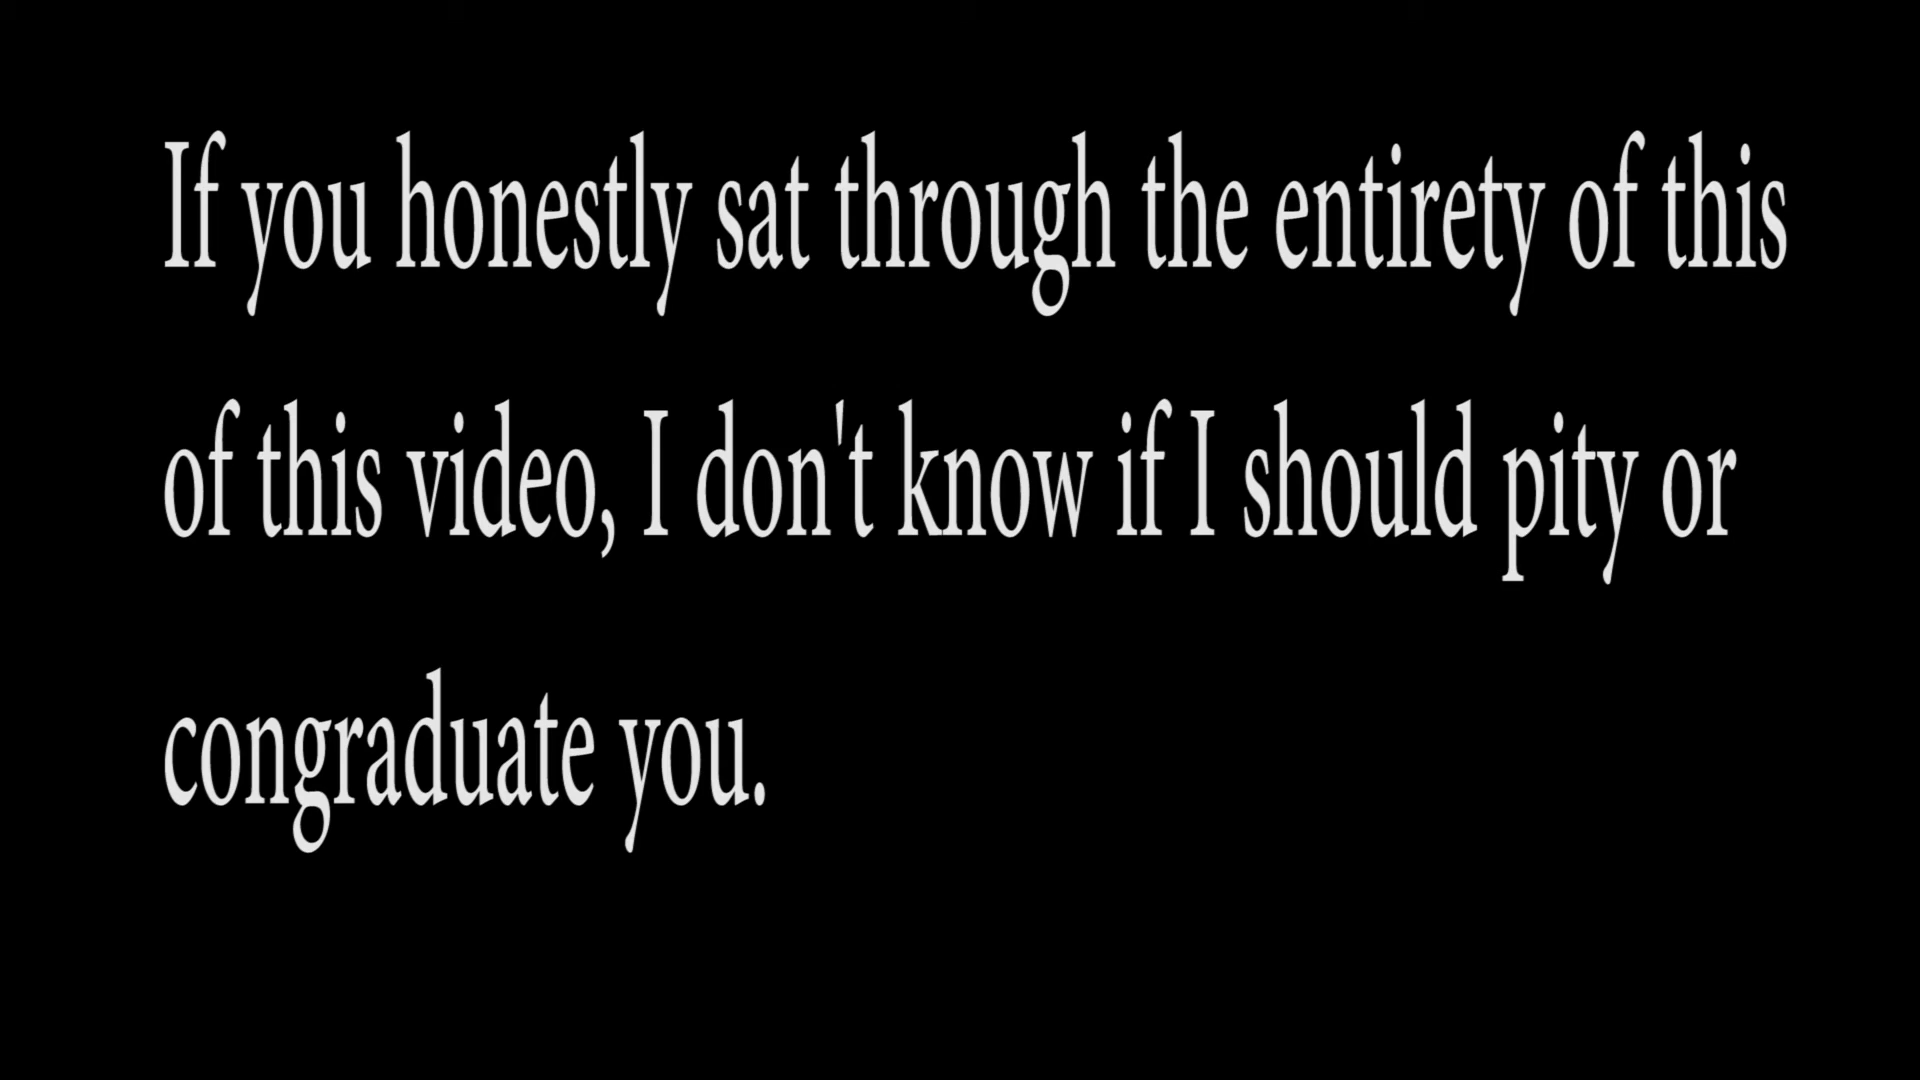 If you honestly sat through the entirety of this
of this video, I don't know if I should pity or
congraduate you.